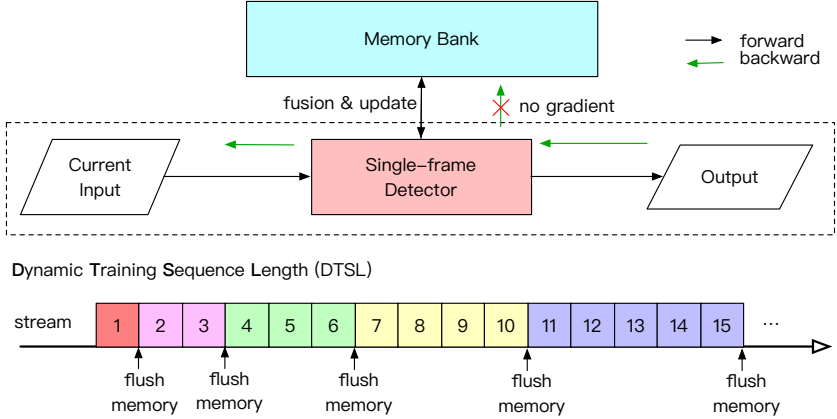 Memory Bank
forward
backward
fusion & update
no gradient
Current
Input
Single-frame
Detector
Output
Dynamic Training Sequence Length (DTSL)
stream 1 2 3 4 5 6 7 8 9 10 11 12 13 14 15 ...
flush
memory
flush
memory
flush
memory
flush
memory
flush
memory